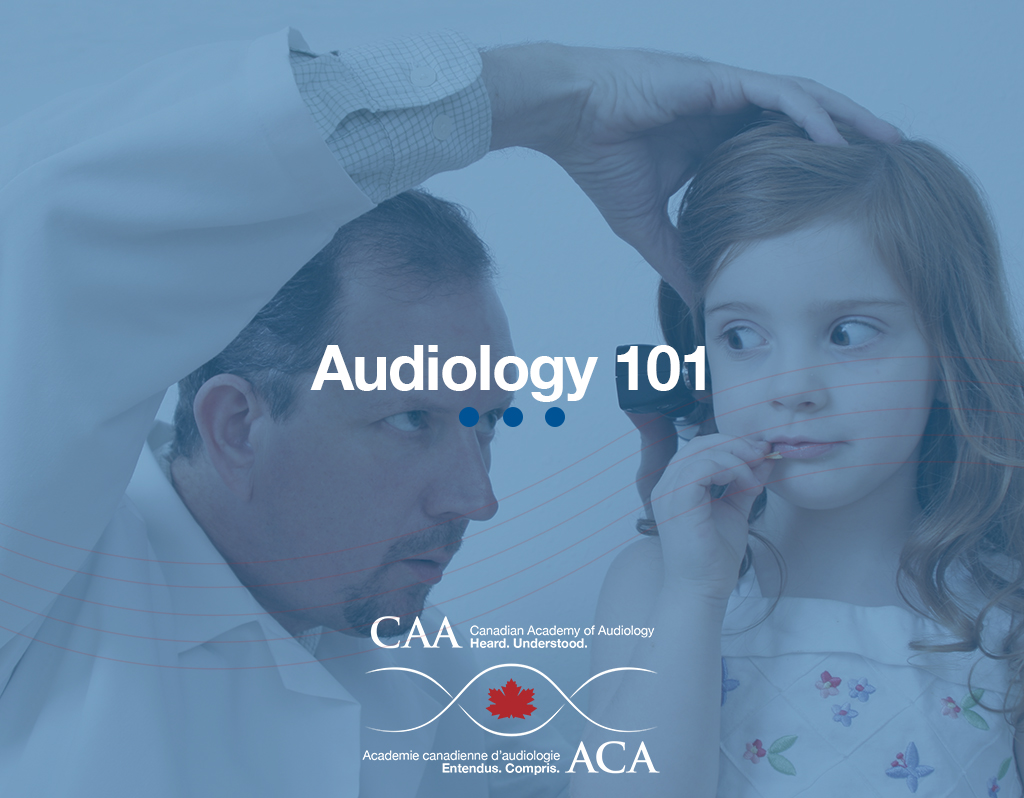 Audiology 101
CAA Canadian Academy of Audiology
Heard. Understood.
Academie canadienne d'audiologie
Entendus. Compris. ACA